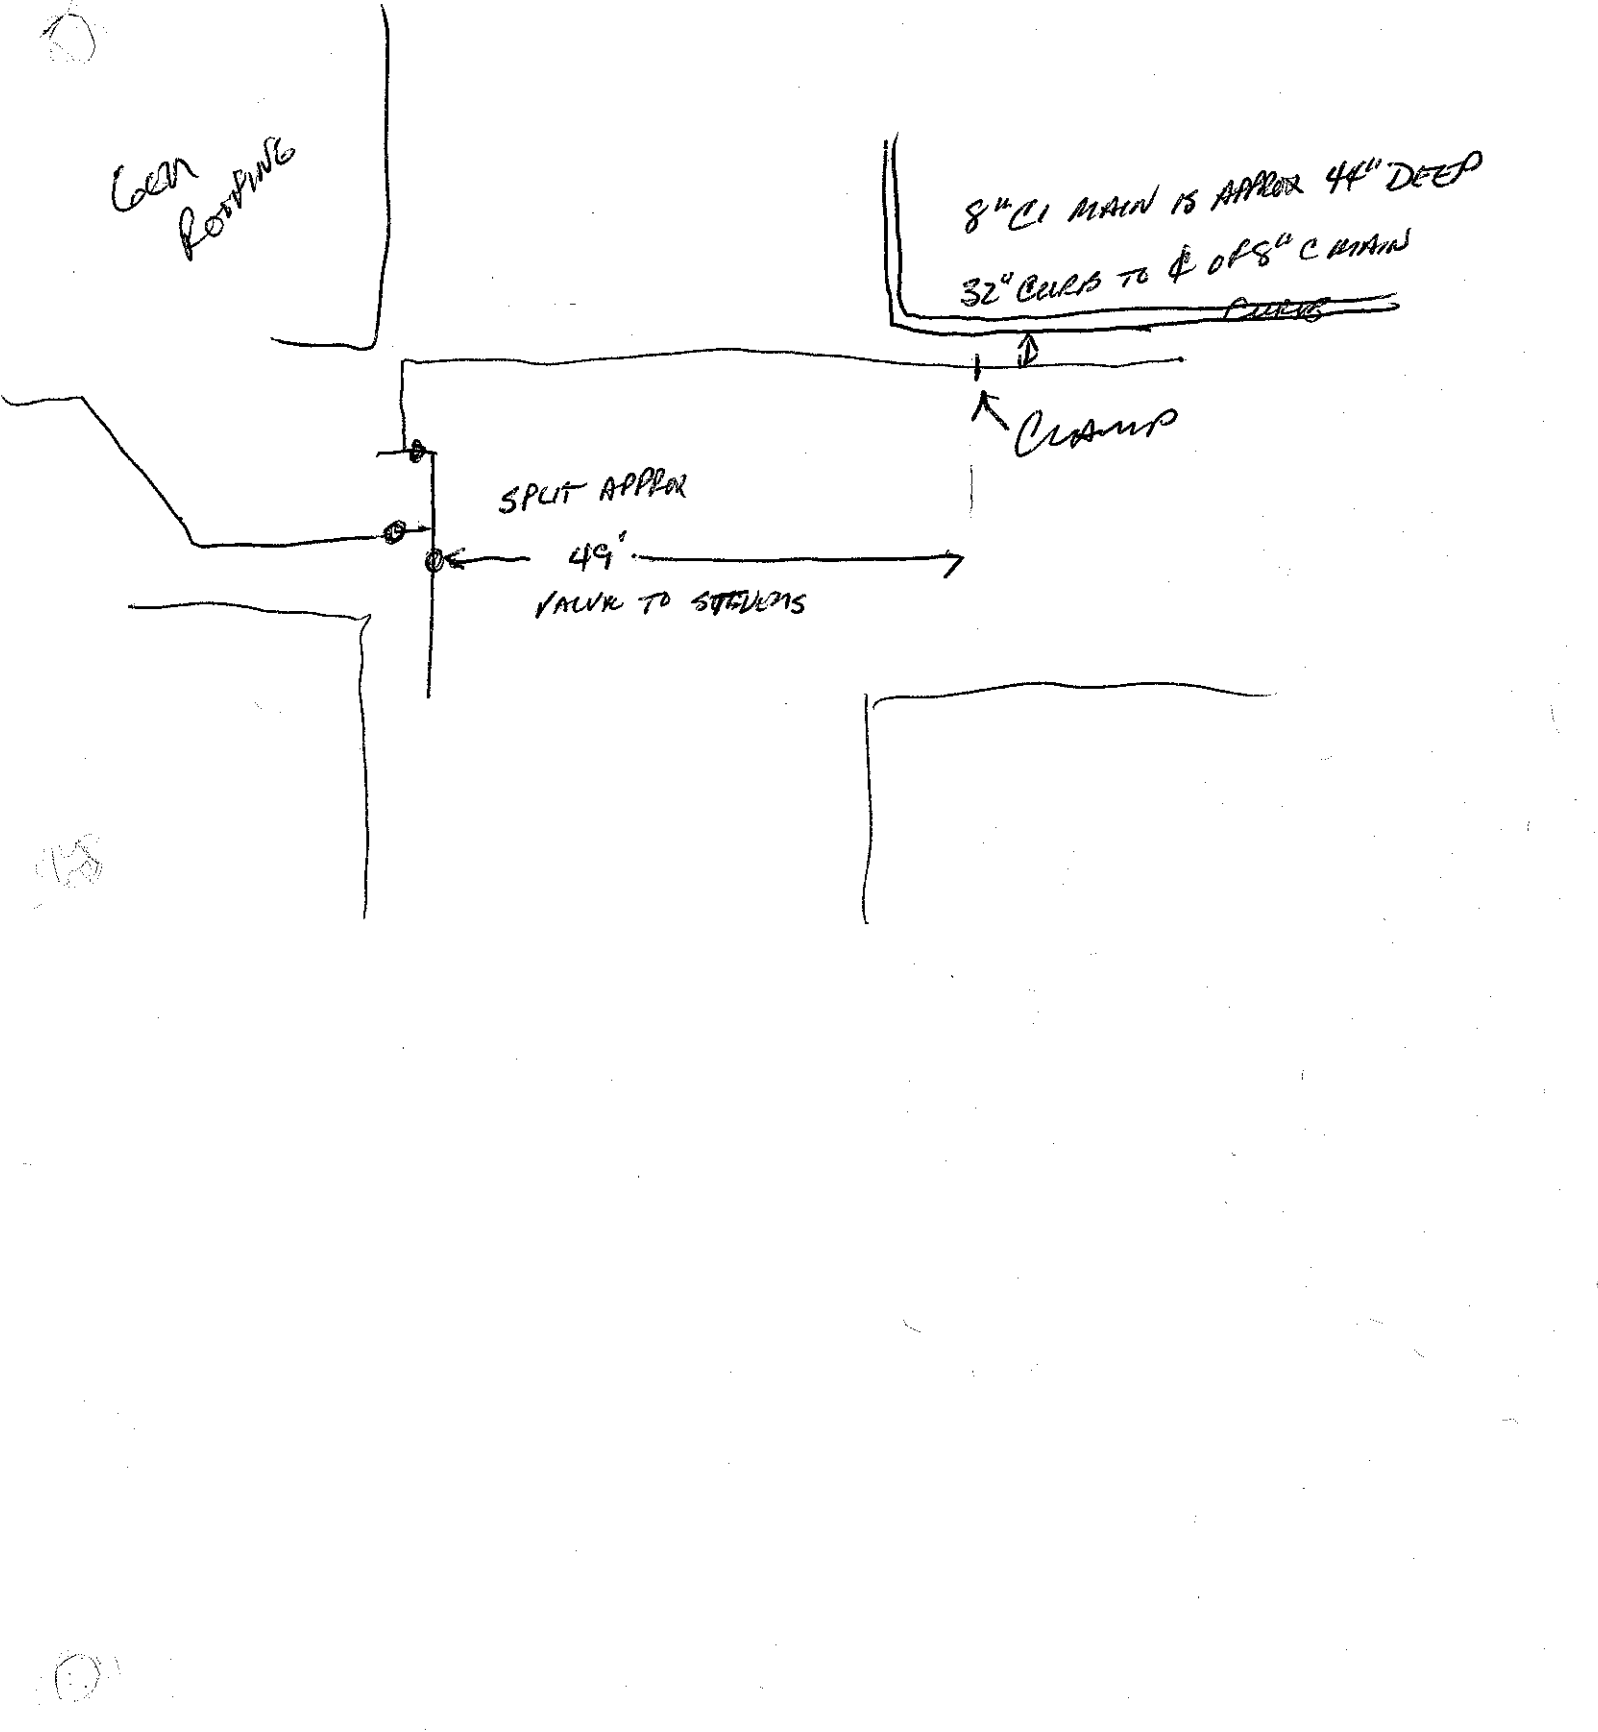 GEM
ROOFING
8" CI MAIN IS APPROX 44" DEEP
32" CURB TO ℄ OF 8" C MAIN
CURB
CLAMP
SPLIT APPROX
49'
VALVE TO STEVENS